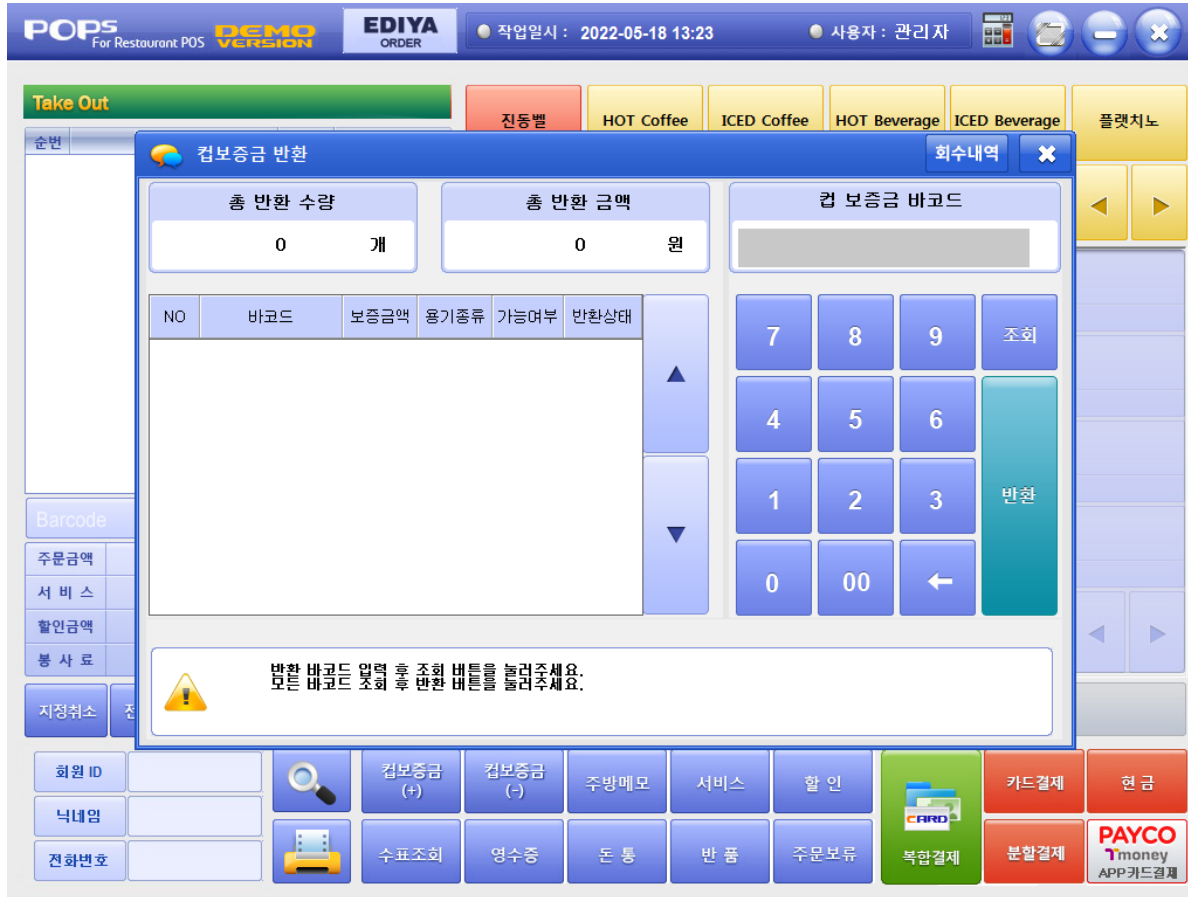 POPS For Restaurant POS DEMO VERSION
EDIYA ORDER
작업일시 : 2022-05-18 13:23
사용자 : 관리자
Take Out
진동벨
HOT Coffee
ICED Coffee
HOT Beverage
ICED Beverage
플랫치노
순번
컵보증금 반환
회수내역
총 반환 수량
총 반환 금액
컵 보증금 바코드
0 개
0 원
NO 바코드 보증금액 용기종류 가능여부 반환상태
7 8 9 조회
4 5 6
1 2 3 반환
0 00
Barcode
주문금액
서 비 스
할인금액
봉 사 료
반환 바코드 입력 후 조회 버튼을 눌러주세요.
모든 바코드 조회 후 반환 버튼을 눌러주세요.
지정취소
전
회원 ID
닉네임
전화번호
컵보증금 (+)
컵보증금 (-)
주방메모
서비스
할 인
수표조회
영수증
돈 통
반 품
주문보류
CARD
복합결제
카드결제
현 금
분할결제
PAYCO
Tmoney
APP카드결제